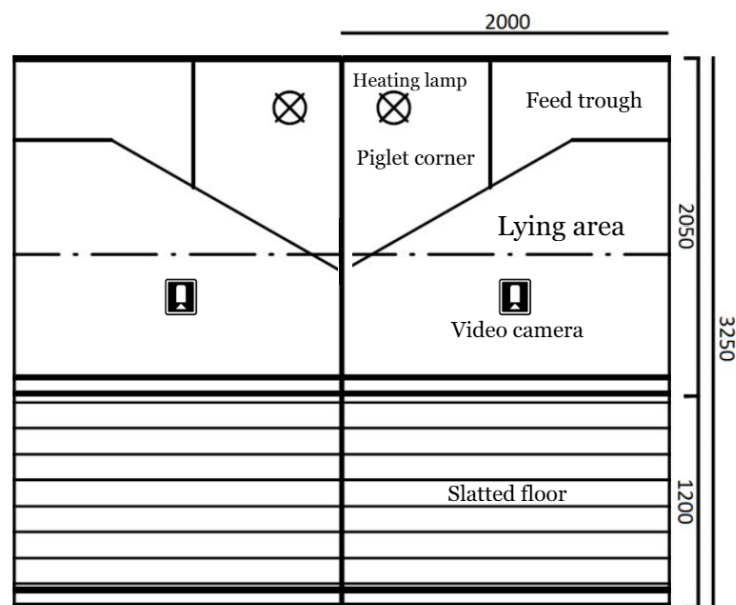 2000
Heating lamp
Feed trough
Piglet corner
Lying area
2050
Video camera
3250
Slatted floor
1200